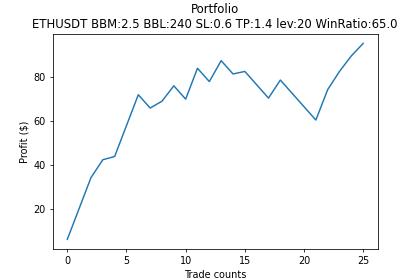 Portfolio
ETHUSDT BBM:2.5 BBL:240 SL:0.6 TP:1.4 lev:20 WinRatio:65.0
Profit ($)
80
60
40
20
0 5 10 15 20 25
Trade counts